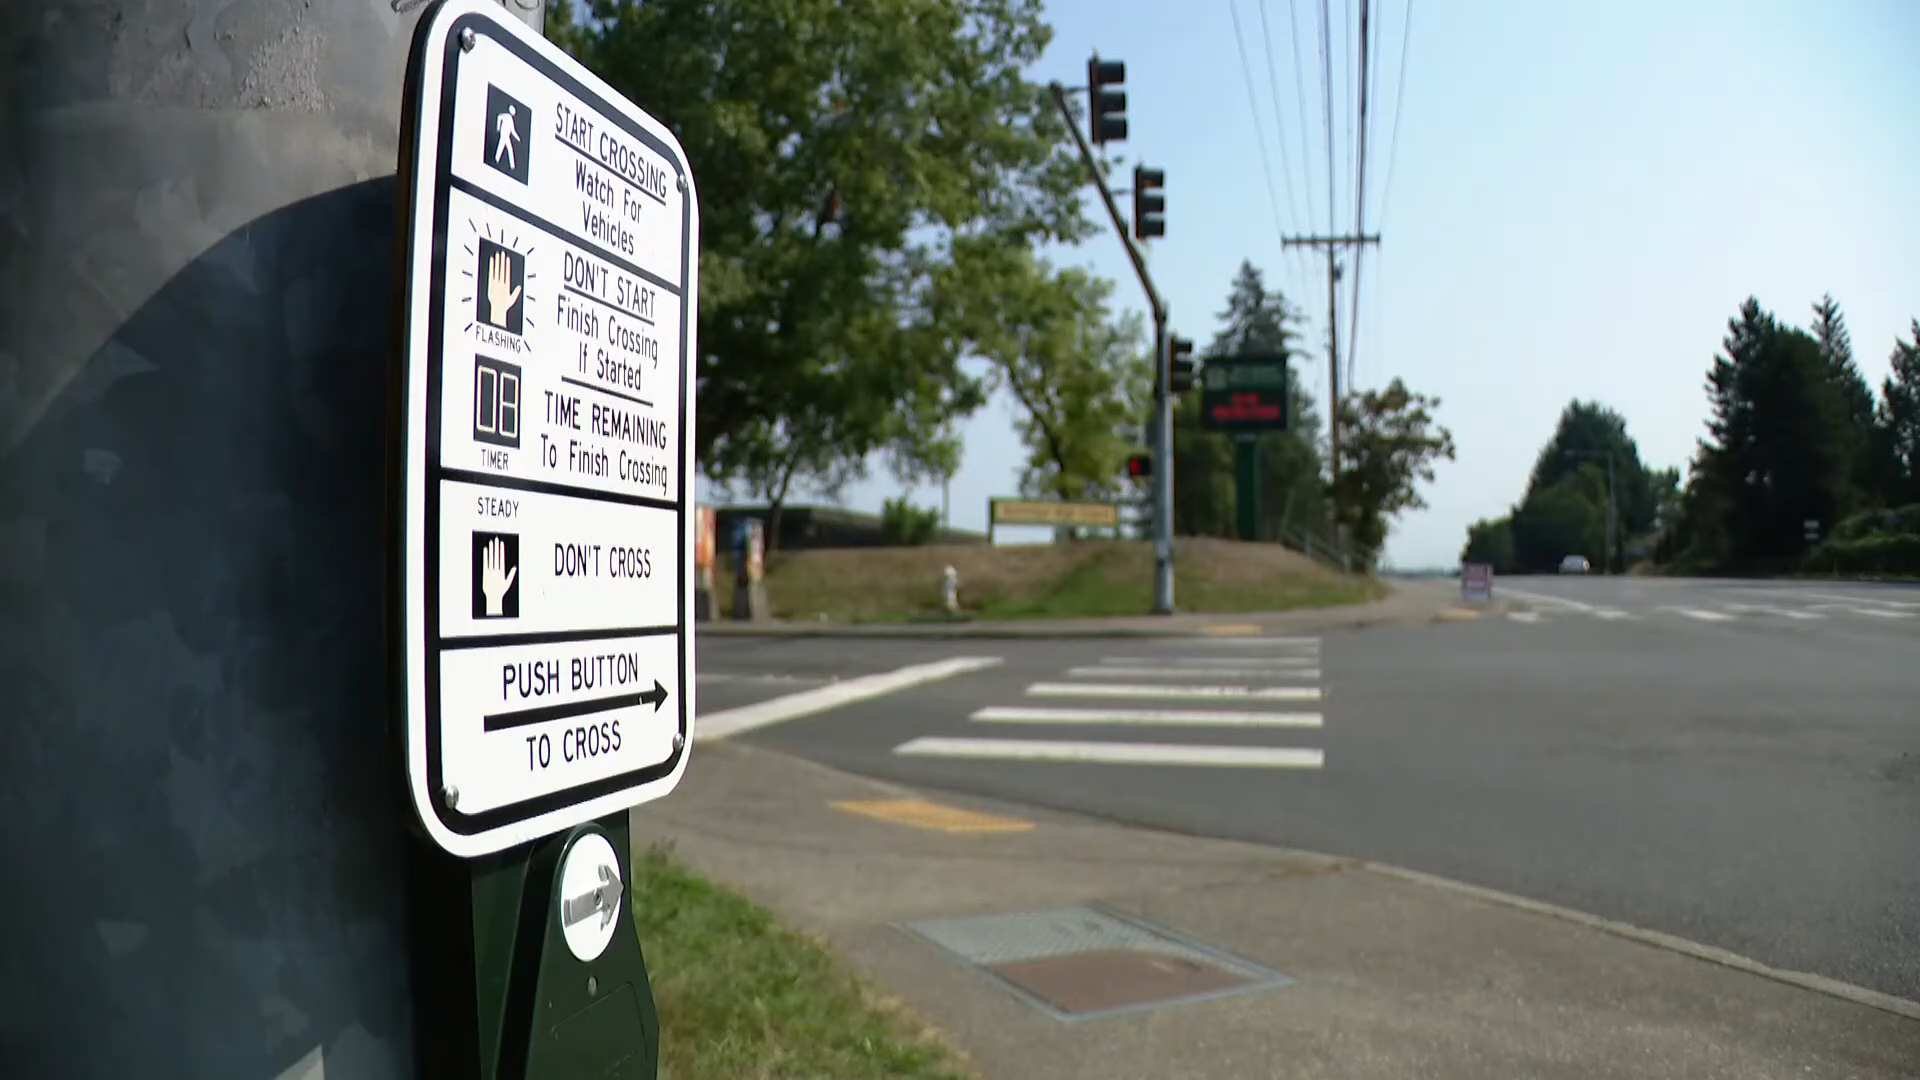 START CROSSING
Watch For
Vehicles
DON'T START
Finish Crossing
If Started
FLASHING
TIME REMAINING
To Finish Crossing
TIMER
STEADY
DON'T CROSS
PUSH BUTTON
TO CROSS